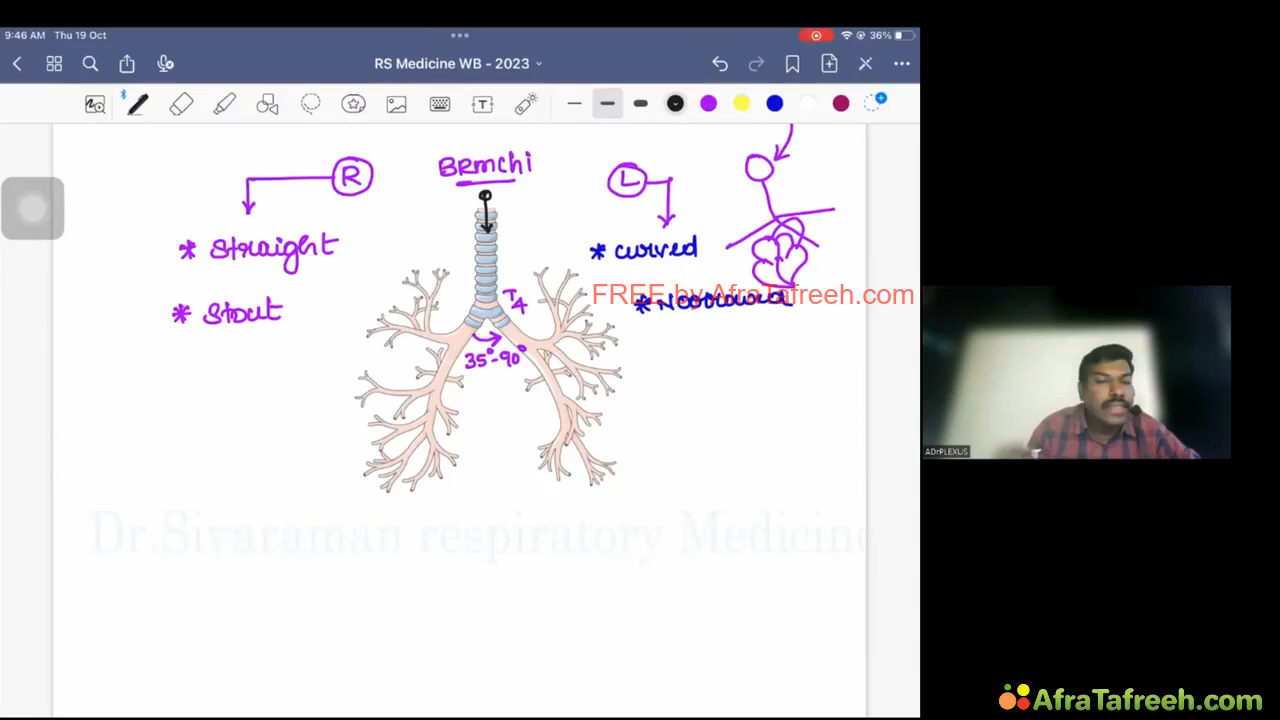 9:46 AM Thu 19 Oct
36%
RS Medicine WB - 2023
R
Bronchi
L
* Straight
* curved
* Stout
T4
FREE by AfraTafreeh.com
* Narrower
35°-90°
ADrPLEXUS
Dr.Sivaraman respiratory Medicine
AfraTafreeh.com